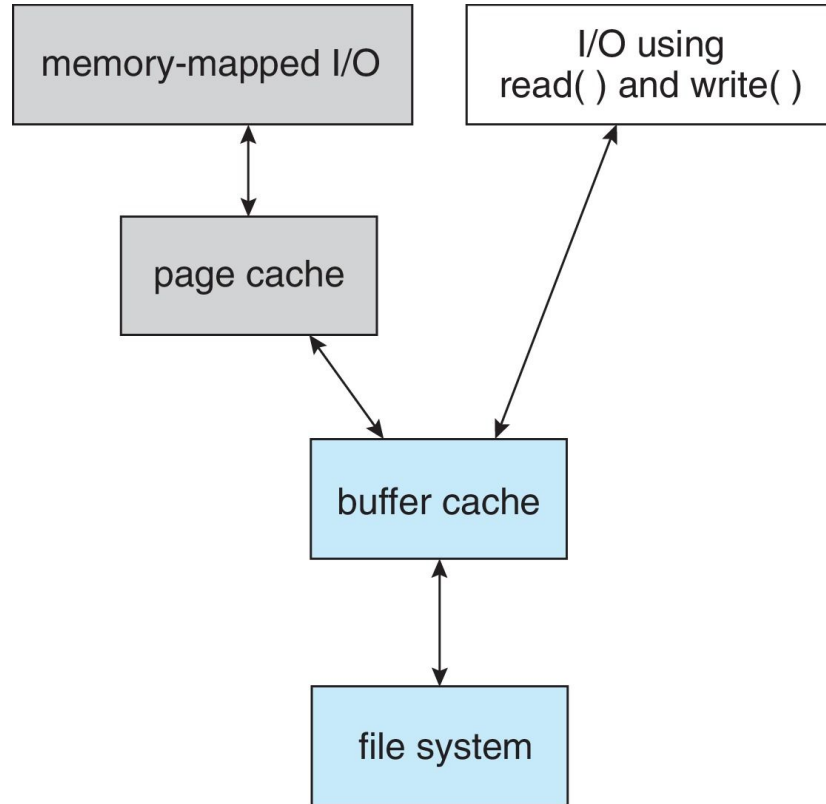 memory-mapped I/O
I/O using
read( ) and write( )
page cache
buffer cache
file system